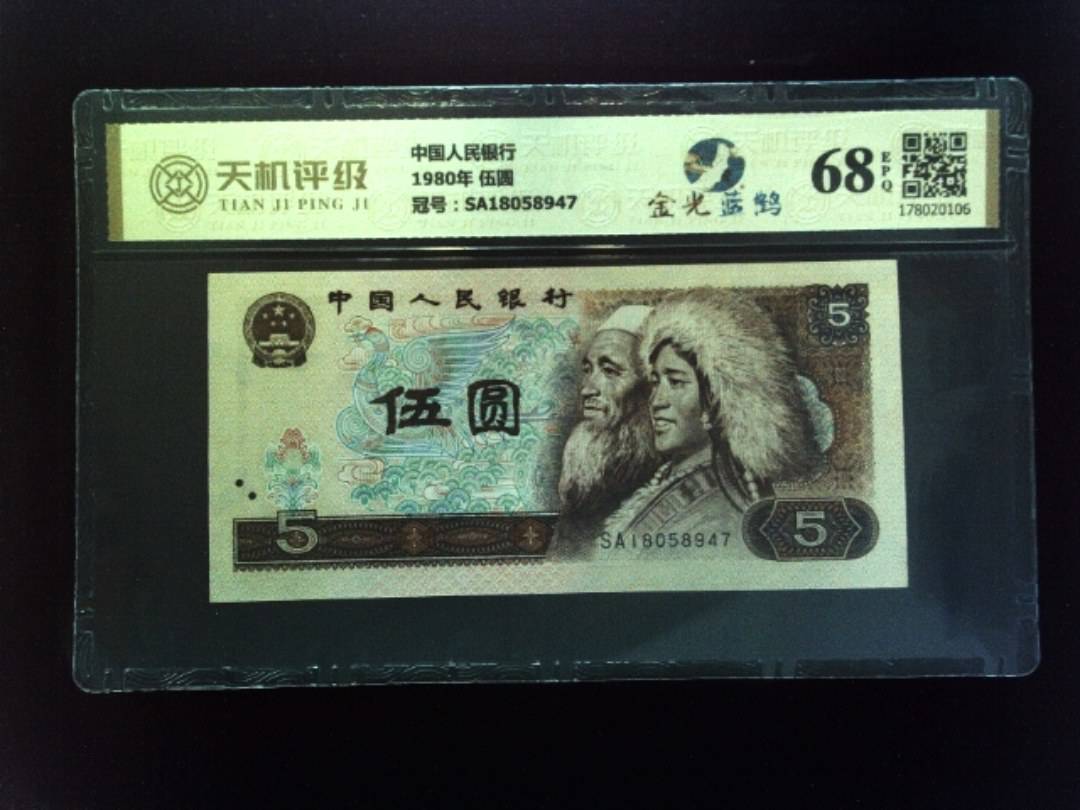 天机评级
TIAN JI PING JI
中国人民银行
1980年 伍圆
冠号：SA18058947
金光蓝鹤
68
EPQ
178020106
中国人民银行
5
伍圆
5
SA18058947
5